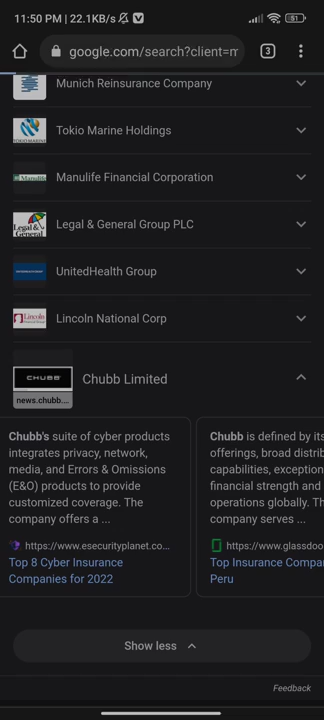 11:50 PM | 22.1KB/s
51
google.com/search?client=m
3
Munich Reinsurance Company
TOKIO MARINE
Tokio Marine Holdings
Manulife
Manulife Financial Corporation
Legal &
General
Legal & General Group PLC
UNITEDHEALTH GROUP
UnitedHealth Group
Lincoln
Lincoln National Corp
CHUBB
news.chubb....
Chubb Limited
Chubb's suite of cyber products
integrates privacy, network,
media, and Errors & Omissions
(E&O) products to provide
customized coverage. The
company offers a ...
https://www.esecurityplanet.co...
Top 8 Cyber Insurance
Companies for 2022
Chubb is defined by its
offerings, broad distrib
capabilities, exception
financial strength and
operations globally. Th
company serves ...
https://www.glassdoo
Top Insurance Compa
Peru
Show less
Feedback